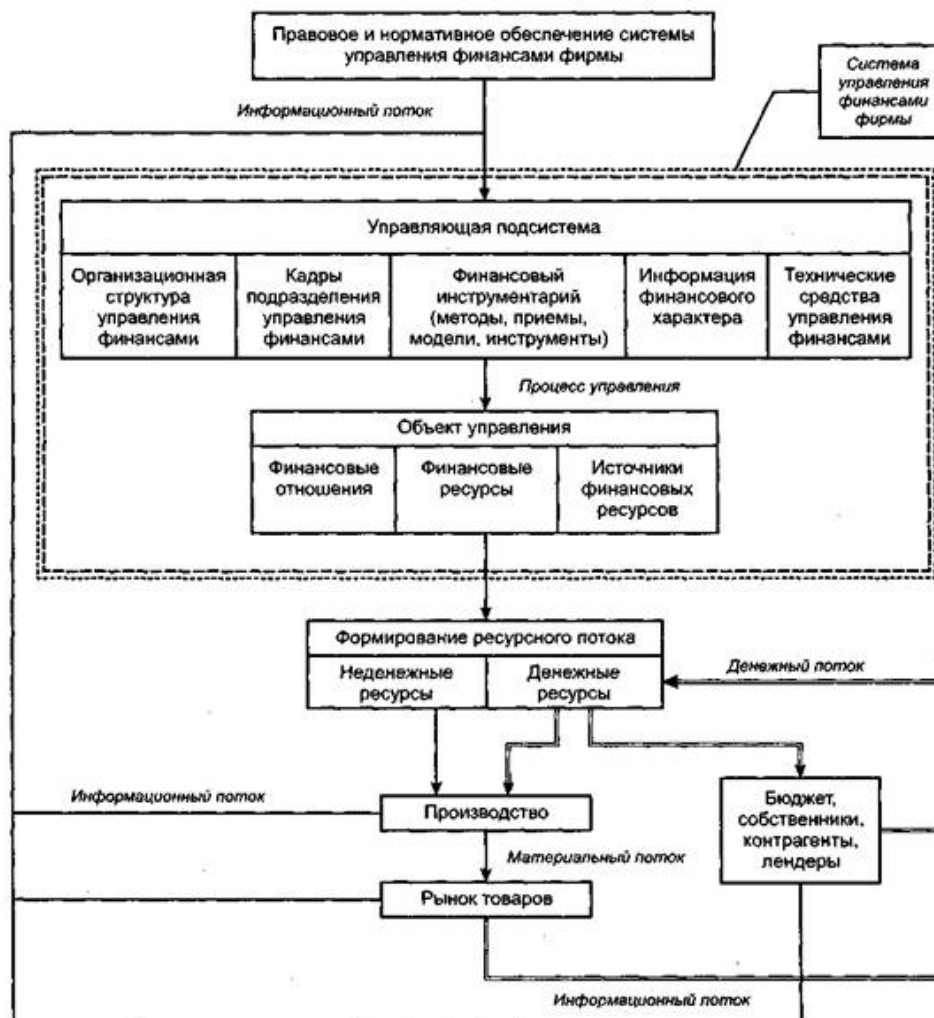 Правовое и нормативное обеспечение системы
управления финансами фирмы
Система
управления
финансами
фирмы
Информационный поток
Управляющая подсистема
Организационная
структура
управления
финансами
Кадры
подразделения
управления
финансами
Финансовый
инструментарий
(методы, приемы,
модели, инструменты)
Информация
финансового
характера
Технические
средства
управления
финансами
Процесс управления
Объект управления
Финансовые
отношения
Финансовые
ресурсы
Источники
финансовых
ресурсов
Формирование ресурсного потока
Неденежные
ресурсы
Денежные
ресурсы
Денежный поток
Информационный поток
Производство
Бюджет,
собственники,
контрагенты,
лендеры
Материальный поток
Рынок товаров
Информационный поток